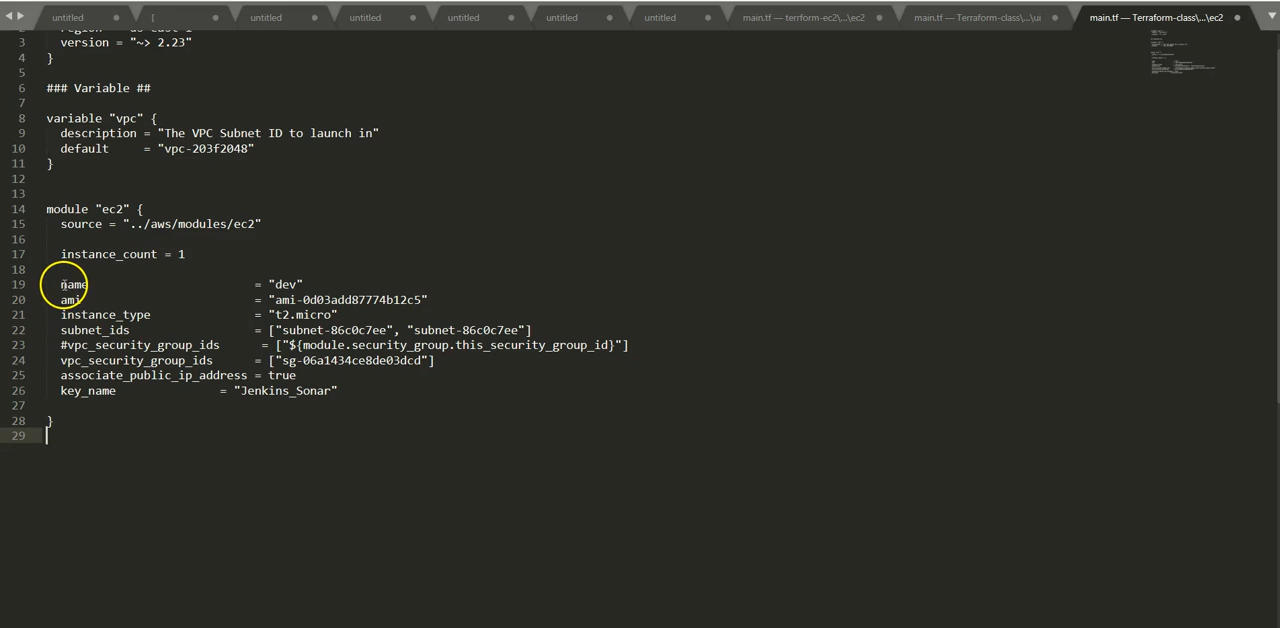 untitled [ untitled untitled untitled untitled untitled main.tf — terrform-ec2\...\ec2 main.tf — Terraform-class\...\ui main.tf — Terraform-class\...\ec2
3 version = "~> 2.23"
4 }
5
6 ### Variable ##
7
8 variable "vpc" {
9 description = "The VPC Subnet ID to launch in"
10 default     = "vpc-203f2048"
11 }
12
13
14 module "ec2" {
15 source = "../aws/modules/ec2"
16
17 instance_count = 1
18
19 name                        = "dev"
20 ami                         = "ami-0d03add87774b12c5"
21 instance_type               = "t2.micro"
22 subnet_ids                  = ["subnet-86c0c7ee", "subnet-86c0c7ee"]
23 #vpc_security_group_ids      = ["${module.security_group.this_security_group_id}"]
24 vpc_security_group_ids      = ["sg-06a1434ce8de03dcd"]
25 associate_public_ip_address = true
26 key_name               = "Jenkins_Sonar"
27
28 }
29